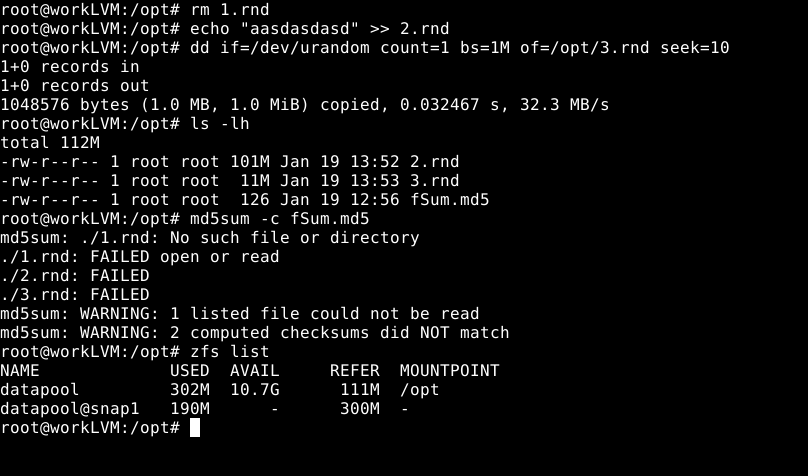 root@workLVM:/opt# rm 1.rnd
root@workLVM:/opt# echo "aasdasdasd" >> 2.rnd
root@workLVM:/opt# dd if=/dev/urandom count=1 bs=1M of=/opt/3.rnd seek=10
1+0 records in
1+0 records out
1048576 bytes (1.0 MB, 1.0 MiB) copied, 0.032467 s, 32.3 MB/s
root@workLVM:/opt# ls -lh
total 112M
-rw-r--r-- 1 root root 101M Jan 19 13:52 2.rnd
-rw-r--r-- 1 root root  11M Jan 19 13:53 3.rnd
-rw-r--r-- 1 root root  126 Jan 19 12:56 fSum.md5
root@workLVM:/opt# md5sum -c fSum.md5
md5sum: ./1.rnd: No such file or directory
./1.rnd: FAILED open or read
./2.rnd: FAILED
./3.rnd: FAILED
md5sum: WARNING: 1 listed file could not be read
md5sum: WARNING: 2 computed checksums did NOT match
root@workLVM:/opt# zfs list
NAME             USED  AVAIL     REFER  MOUNTPOINT
datapool         302M  10.7G      111M  /opt
datapool@snap1   190M      -      300M  -
root@workLVM:/opt#